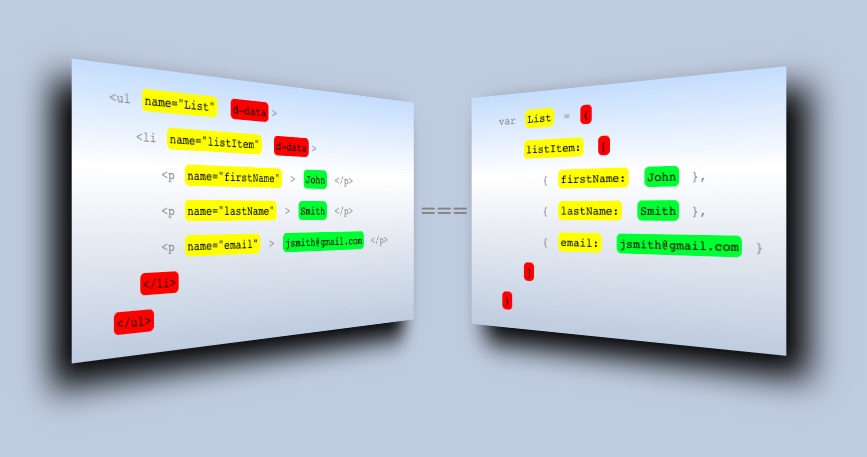 <ul name="List" d-data>
<li name="listItem" d-data>
<p name="firstName" > John </p>
<p name="lastName" > Smith </p>
<p name="email" > jsmith@gmail.com </p>
</li>
</ul>
===
var List = {
listItem: {
{ firstName: John },
{ lastName: Smith },
{ email: jsmith@gmail.com }
}
}